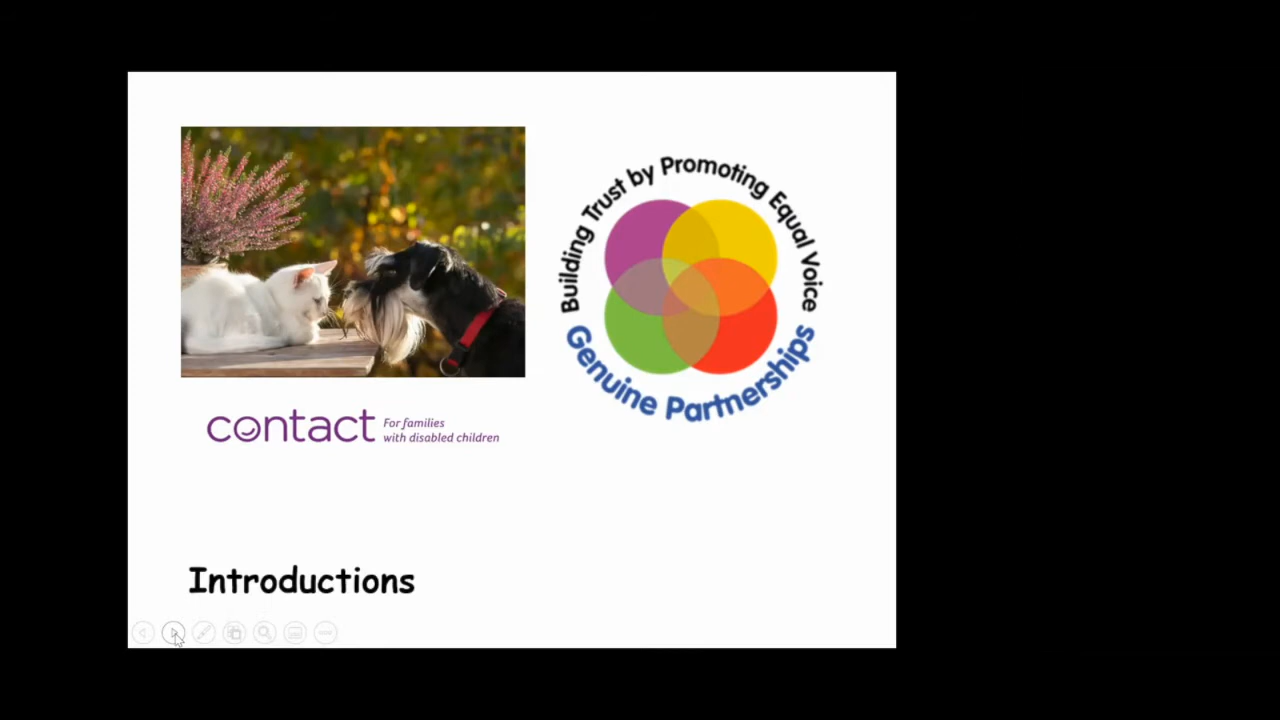 Building Trust by Promoting Equal Voice
Genuine Partnerships
contact
For families
with disabled children
Introductions